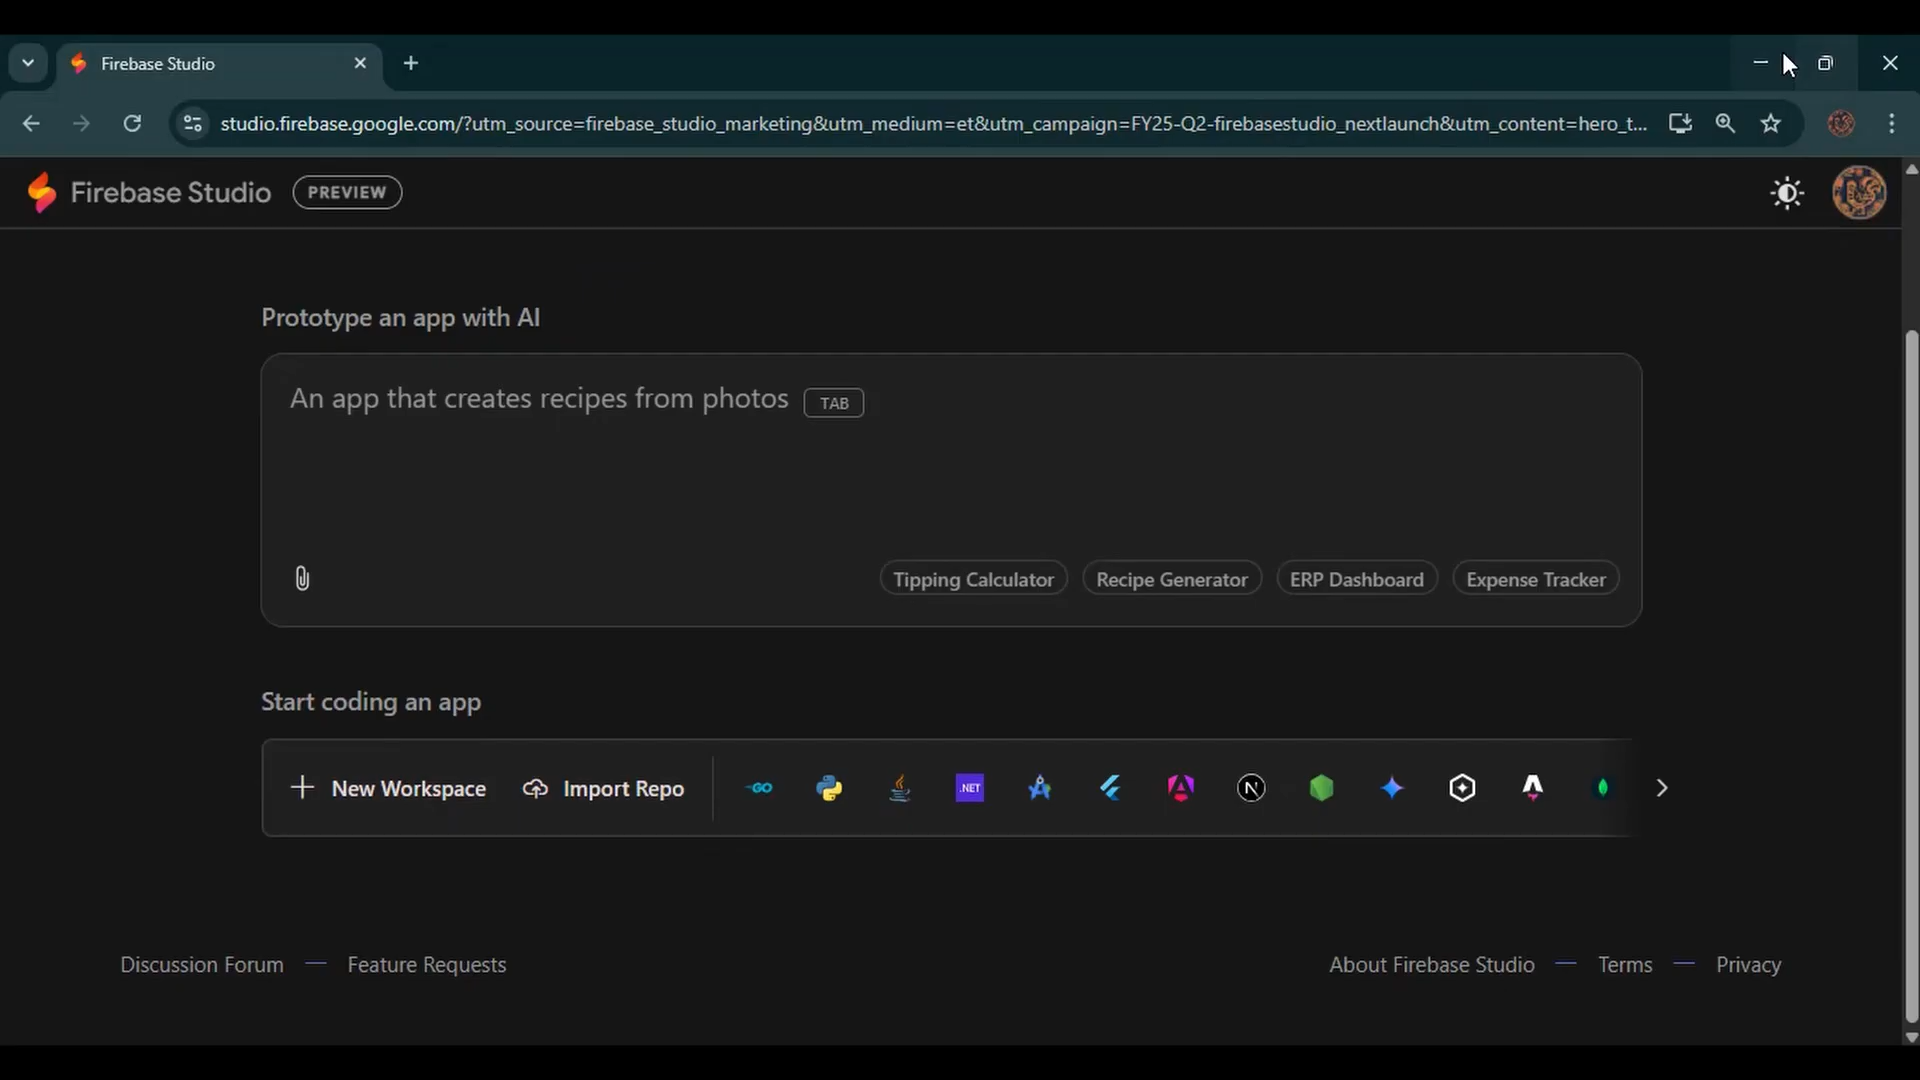 Firebase Studio
studio.firebase.google.com/?utm_source=firebase_studio_marketing&utm_medium=et&utm_campaign=FY25-Q2-firebasestudio_nextlaunch&utm_content=hero_t...
Firebase Studio PREVIEW
Prototype an app with AI
An app that creates recipes from photos TAB
Tipping Calculator Recipe Generator ERP Dashboard Expense Tracker
Start coding an app
New Workspace Import Repo GO .NET N
Discussion Forum — Feature Requests About Firebase Studio — Terms — Privacy